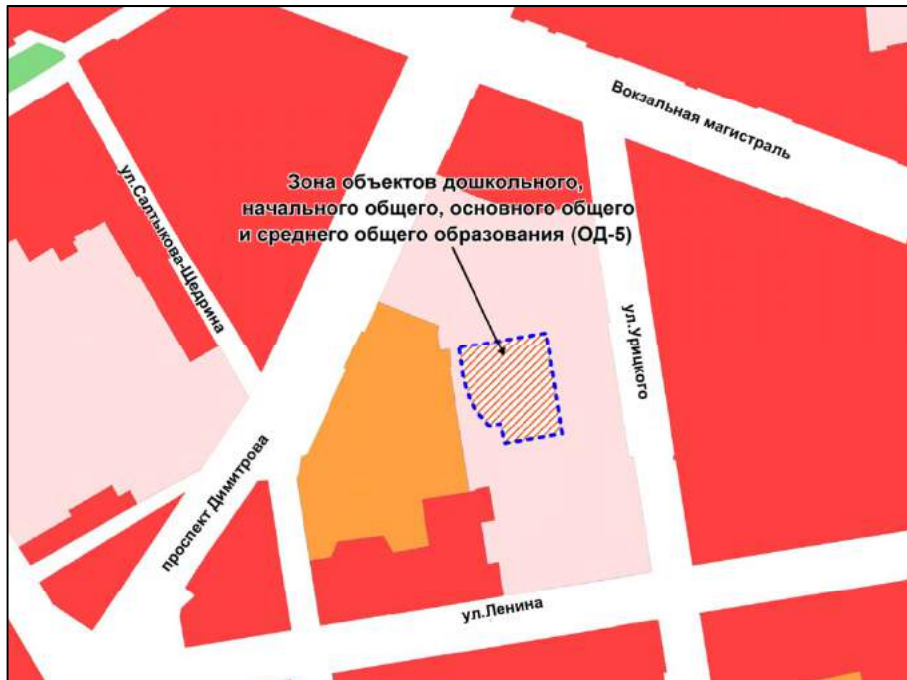 Вокзальная магистраль
Зона объектов дошкольного,
начального общего, основного общего
и среднего общего образования (ОД-5)
ул.Салтыкова-Щедрина
ул.Урицкого
проспект Димитрова
ул.Ленина